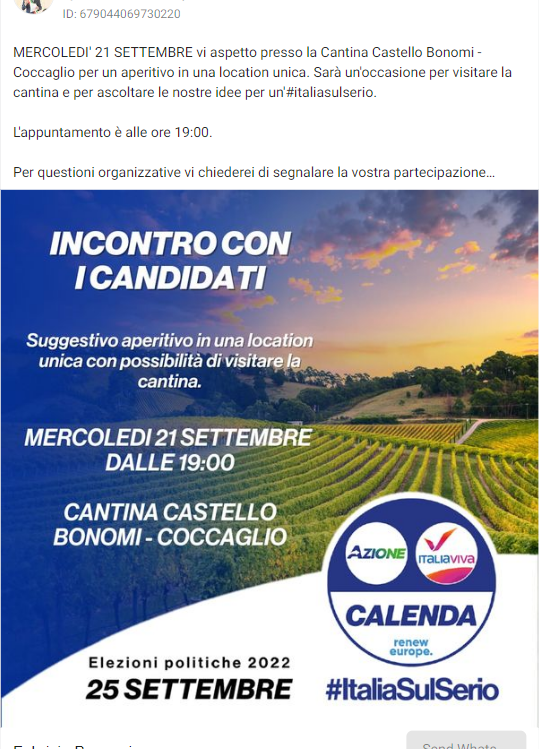 ID: 679044069730220
MERCOLEDI' 21 SETTEMBRE vi aspetto presso la Cantina Castello Bonomi -
Coccaglio per un aperitivo in una location unica. Sarà un'occasione per visitare la
cantina e per ascoltare le nostre idee per un'#italiasulserio.
L'appuntamento è alle ore 19:00.
Per questioni organizzative vi chiederei di segnalare la vostra partecipazione...
INCONTRO CON
I CANDIDATI
Suggestivo aperitivo in una location
unica con possibilità di visitare la
cantina.
MERCOLEDI 21 SETTEMBRE
DALLE 19:00
CANTINA CASTELLO
BONOMI - COCCAGLIO
AZIONE
ITALIAVIVA
CALENDA
renew
europe.
Elezioni politiche 2022
25 SETTEMBRE
#ItaliaSulSerio
Send Whats